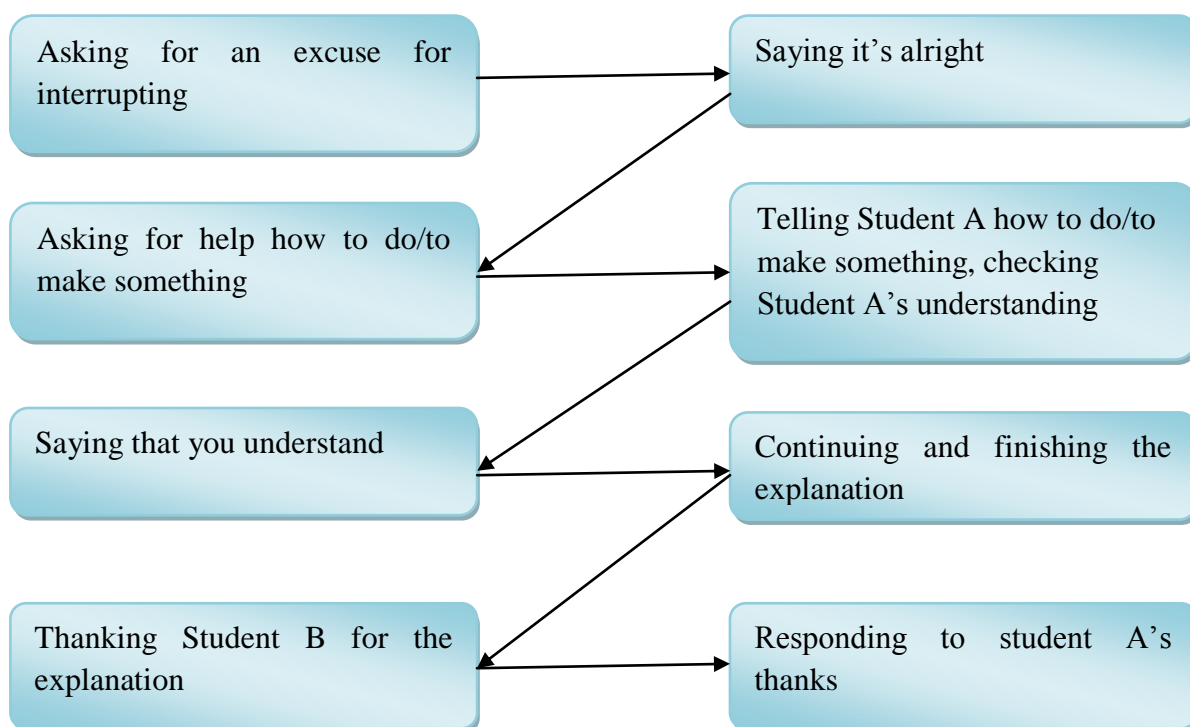 Asking for an excuse for
interrupting
Saying it’s alright
Asking for help how to do/to
make something
Telling Student A how to do/to
make something, checking
Student A’s understanding
Saying that you understand
Continuing and finishing the
explanation
Thanking Student B for the
explanation
Responding to student A’s
thanks